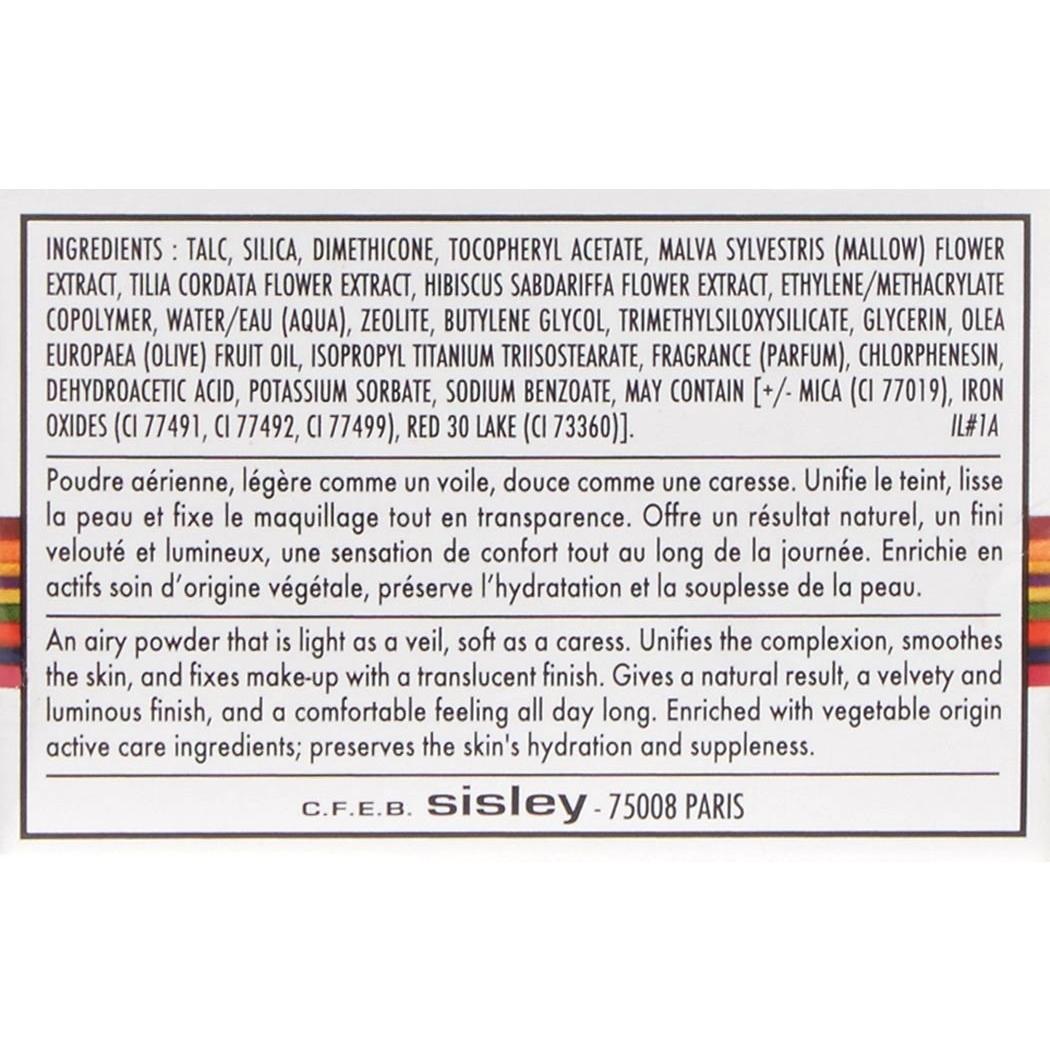 INGREDIENTS : TALC, SILICA, DIMETHICONE, TOCOPHERYL ACETATE, MALVA SYLVESTRIS (MALLOW) FLOWER
EXTRACT, TILIA CORDATA FLOWER EXTRACT, HIBISCUS SABDARIFFA FLOWER EXTRACT, ETHYLENE/METHACRYLATE
COPOLYMER, WATER/EAU (AQUA), ZEOLITE, BUTYLENE GLYCOL, TRIMETHYLSILOXYSILICATE, GLYCERIN, OLEA
EUROPAEA (OLIVE) FRUIT OIL, ISOPROPYL TITANIUM TRIISOSTEARATE, FRAGRANCE (PARFUM), CHLORPHENESIN,
DEHYDROACETIC ACID, POTASSIUM SORBATE, SODIUM BENZOATE, MAY CONTAIN [+/- MICA (CI 77019), IRON
OXIDES (CI 77491, CI 77492, CI 77499), RED 30 LAKE (CI 73360)]. IL#1A
Poudre aérienne, légère comme un voile, douce comme une caresse. Unifie le teint, lisse
la peau et fixe le maquillage tout en transparence. Offre un résultat naturel, un fini
velouté et lumineux, une sensation de confort tout au long de la journée. Enrichie en
actifs soin d'origine végétale, préserve l'hydratation et la souplesse de la peau.
An airy powder that is light as a veil, soft as a caress. Unifies the complexion, smoothes
the skin, and fixes make-up with a translucent finish. Gives a natural result, a velvety and
luminous finish, and a comfortable feeling all day long. Enriched with vegetable origin
active care ingredients; preserves the skin's hydration and suppleness.
C.F.E.B. sisley - 75008 PARIS